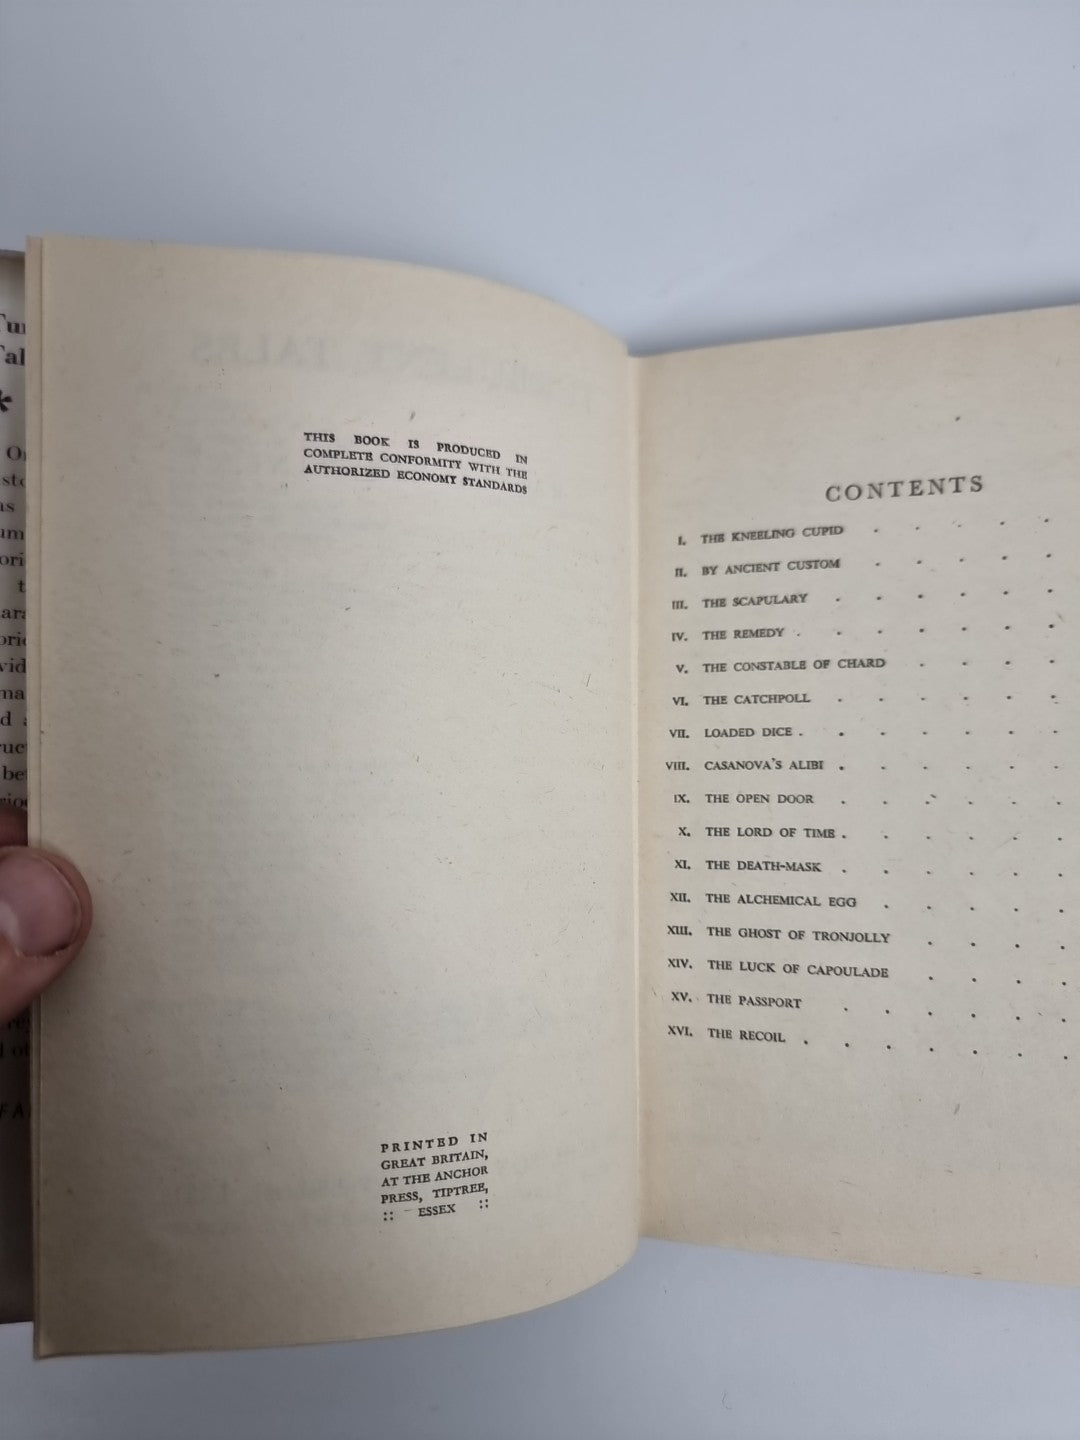 THIS BOOK IS PRODUCED IN
COMPLETE CONFORMITY WITH THE
AUTHORIZED ECONOMY STANDARDS
PRINTED IN
GREAT BRITAIN,
AT THE ANCHOR
PRESS, TIPTREE,
:: ESSEX ::
CONTENTS
I. THE KNEELING CUPID
II. BY ANCIENT CUSTOM
III. THE SCAPULARY
IV. THE REMEDY
V. THE CONSTABLE OF CHARD
VI. THE CATCHPOLL
VII. LOADED DICE
VIII. CASANOVA'S ALIBI
IX. THE OPEN DOOR
X. THE LORD OF TIME
XI. THE DEATH-MASK
XII. THE ALCHEMICAL EGG
XIII. THE GHOST OF TRONJOLLY
XIV. THE LUCK OF CAPOULADE
XV. THE PASSPORT
XVI. THE RECOIL